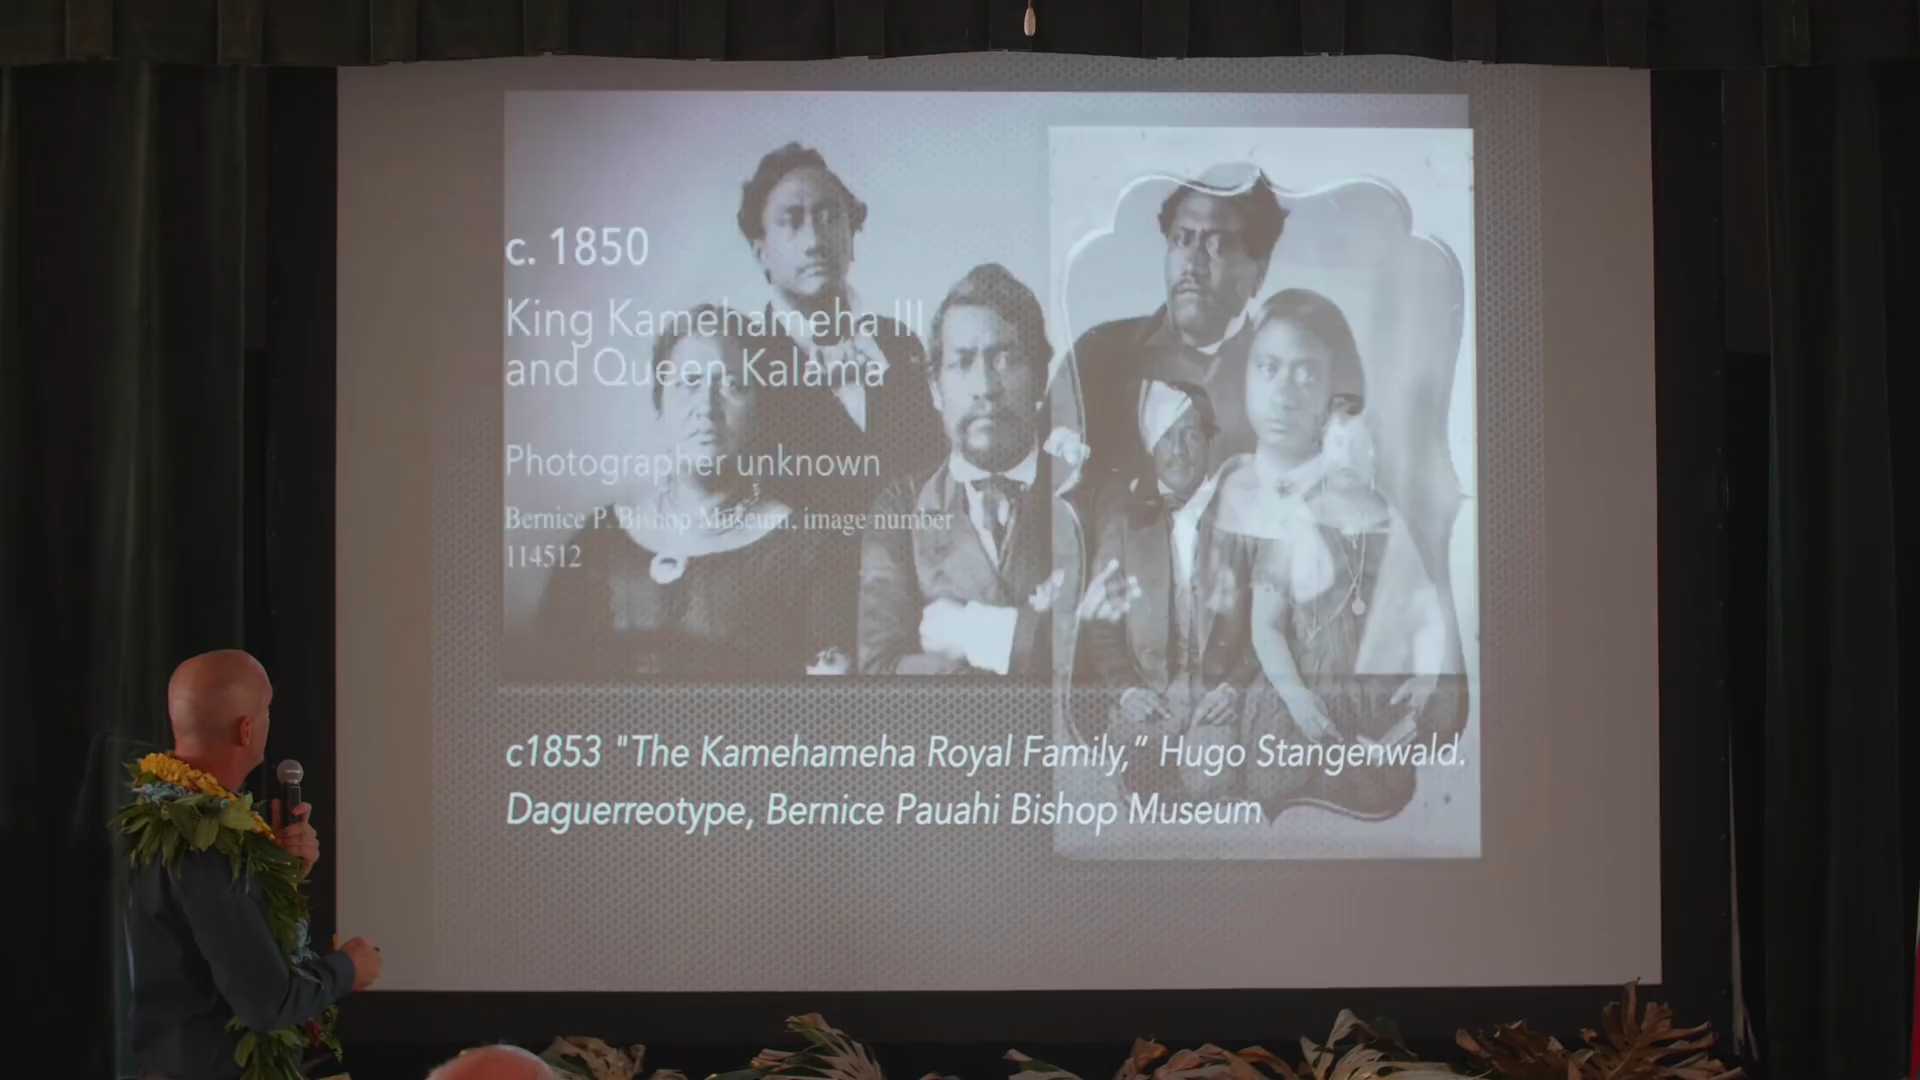 c. 1850
King Kamehameha III
and Queen Kalama
Photographer unknown
Bernice P. Bishop Museum, image number
114512
c1853 "The Kamehameha Royal Family,” Hugo Stangenwald.
Daguerreotype, Bernice Pauahi Bishop Museum